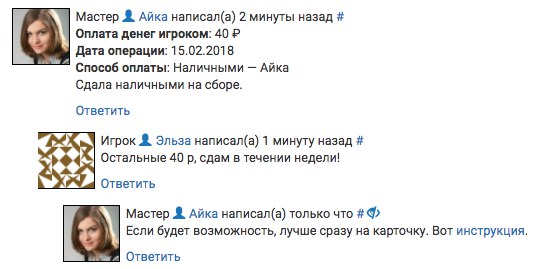 Мастер Айка написал(а) 2 минуты назад #
Оплата денег игроком: 40 ₽
Дата операции: 15.02.2018
Способ оплаты: Наличными — Айка
Сдала наличными на сборе.
Ответить
Игрок Эльза написал(а) 1 минуту назад #
Остальные 40 р, сдам в течении недели!
Ответить
Мастер Айка написал(а) только что #
Если будет возможность, лучше сразу на карточку. Вот инструкция.
Ответить